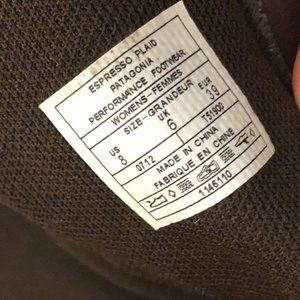 ESPRESSO PLAID
PATAGONIA
PERFORMANCE FOOTWEAR
WOMENS-FEMMES
SIZE-GRANDEUR
US UK EUR
8 6 39
0712 T51900
MADE IN CHINA
FABRIQUE EN CHINE
1145110